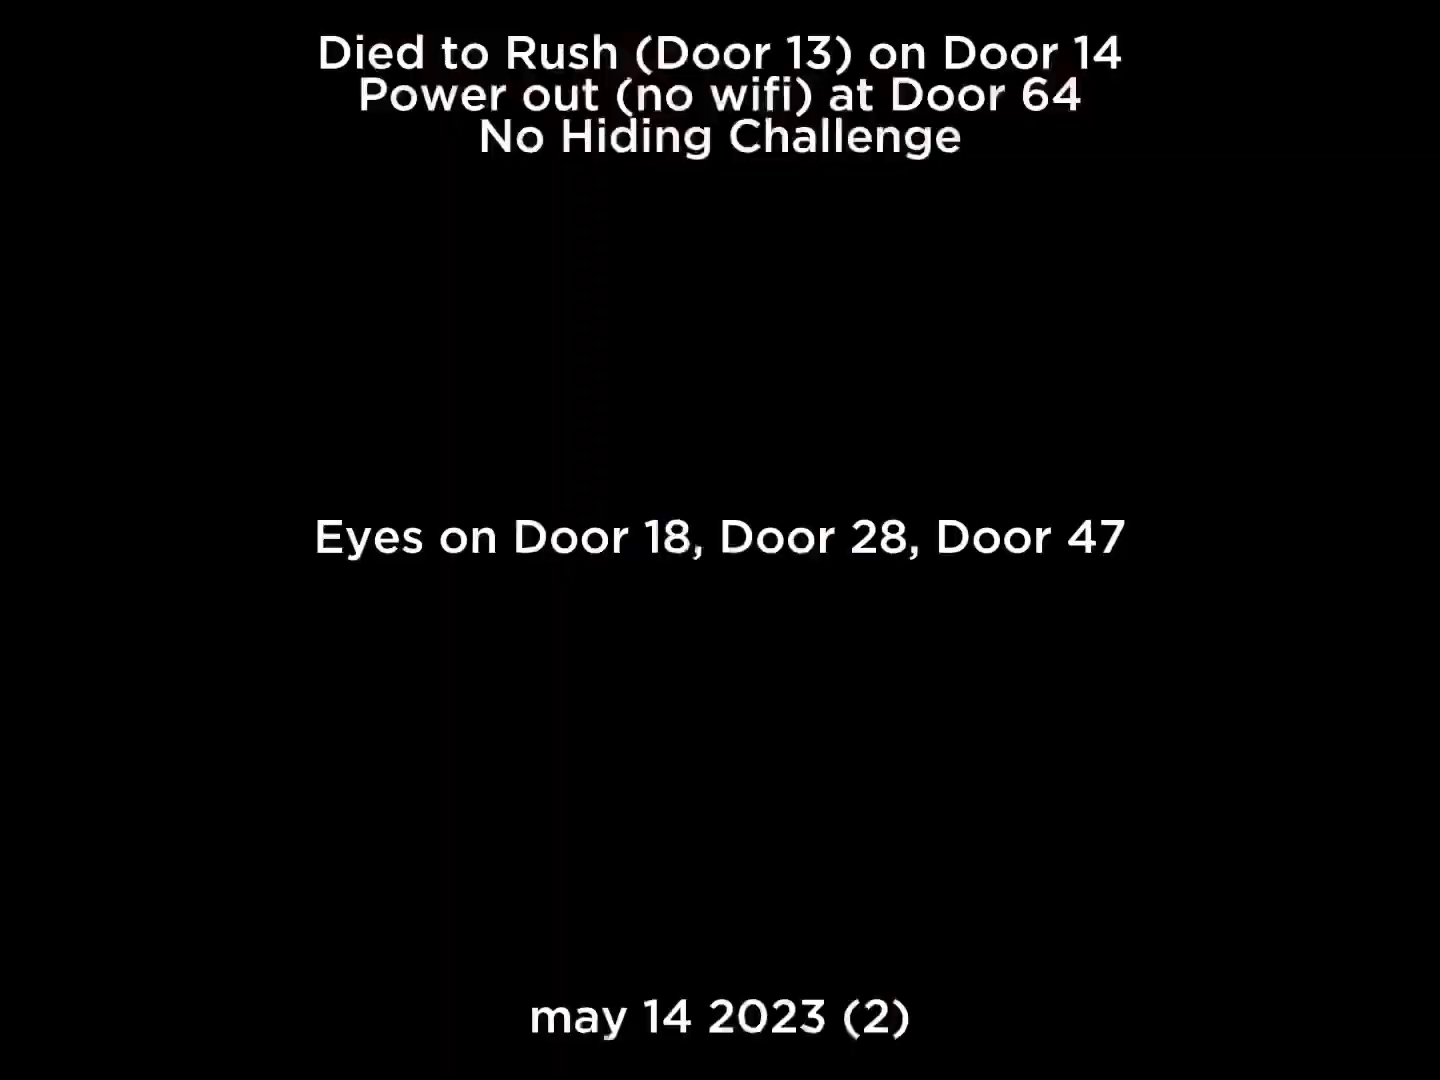 Died to Rush (Door 13) on Door 14
Power out (no wifi) at Door 64
No Hiding Challenge
Eyes on Door 18, Door 28, Door 47
may 14 2023 (2)